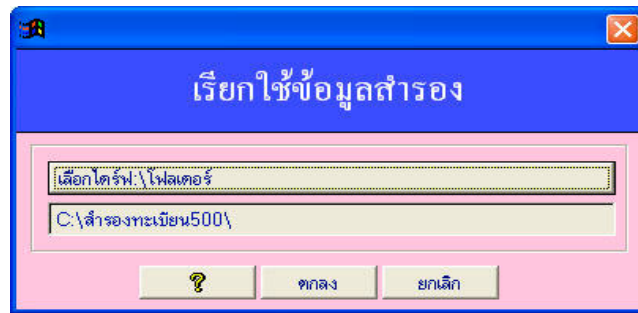 เรียกใช้ข้อมูลสำรอง
เลือกไดร์ฟ:\โฟลเดอร์
C:\สำรองทะเบียน500\
? ตกลง ยกเลิก